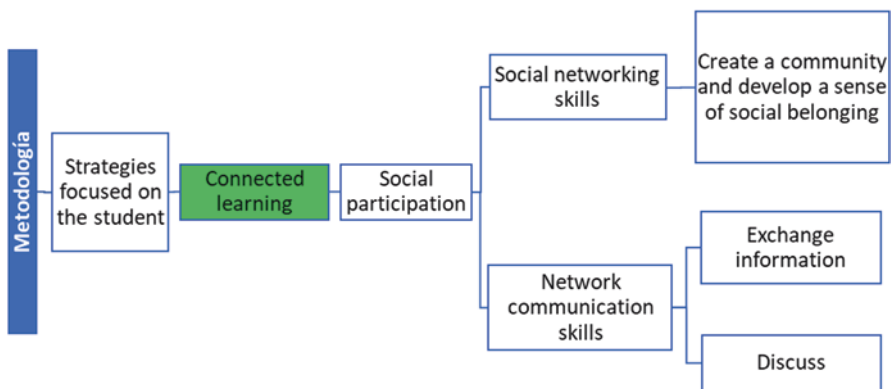 Metodología
Strategies
focused on
the student
Connected
learning
Social
participation
Social networking
skills
Create a community
and develop a sense
of social belonging
Network
communication
skills
Exchange
information
Discuss